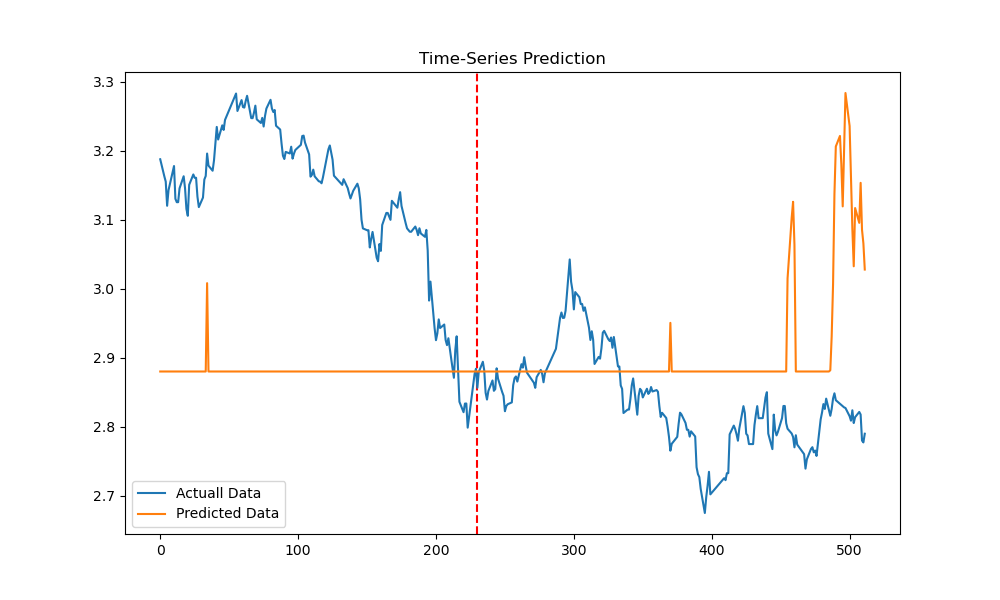 Time-Series Prediction
3.3
3.2
3.1
3.0
2.9
2.8
2.7
Actuall Data
Predicted Data
0 100 200 300 400 500